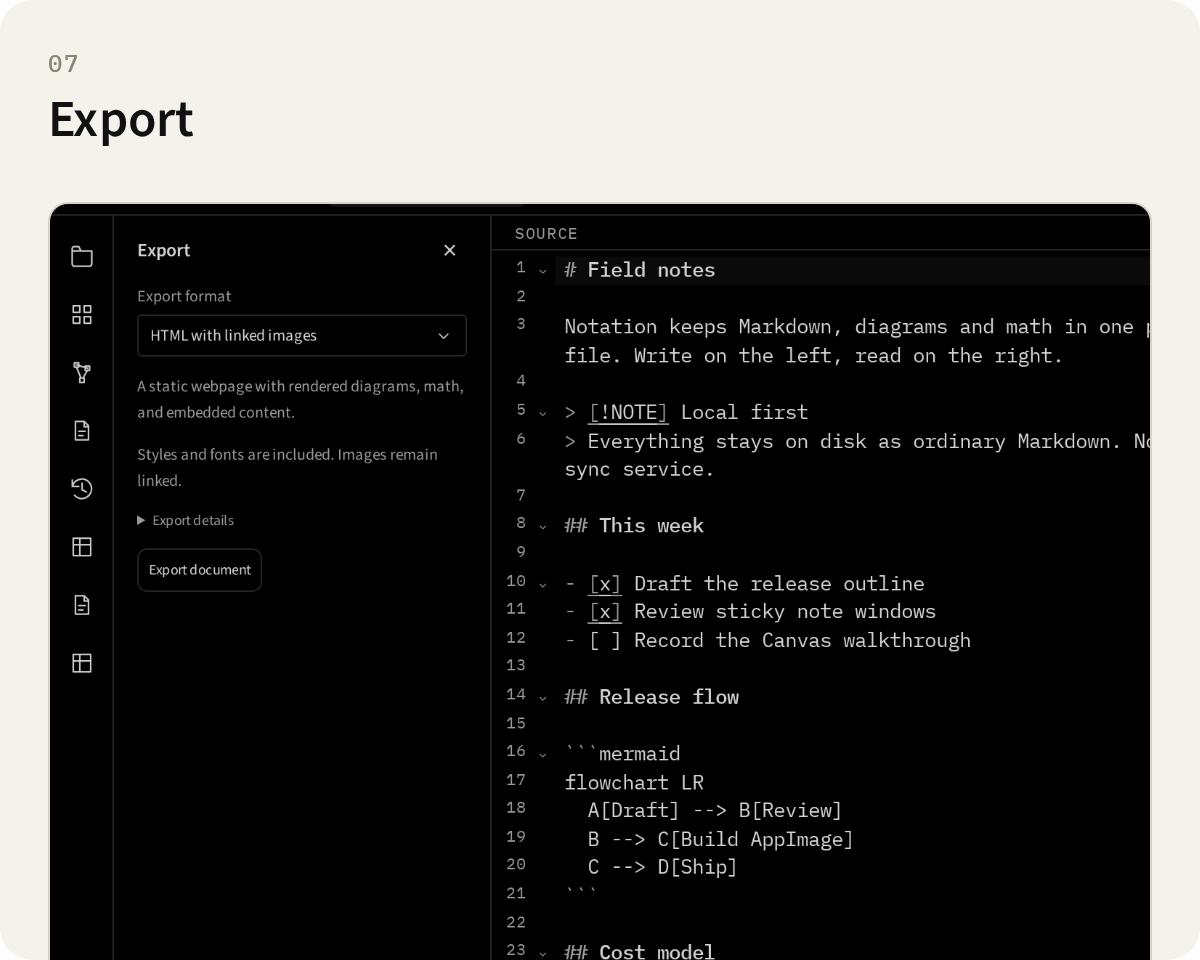 07
Export
Export
Export format
HTML with linked images
A static webpage with rendered diagrams, math,
and embedded content.
Styles and fonts are included. Images remain
linked.
Export details
Export document
SOURCE
1 # Field notes
2
3 Notation keeps Markdown, diagrams and math in one
file. Write on the left, read on the right.
4
5 > [!NOTE] Local first
6 > Everything stays on disk as ordinary Markdown.
sync service.
7
8 ## This week
9
10 - [x] Draft the release outline
11 - [x] Review sticky note windows
12 - [ ] Record the Canvas walkthrough
13
14 ## Release flow
15
16 ```mermaid
17 flowchart LR
18 A[Draft] --> B[Review]
19 B --> C[Build AppImage]
20 C --> D[Ship]
21 ```
22
23 ## Cost model